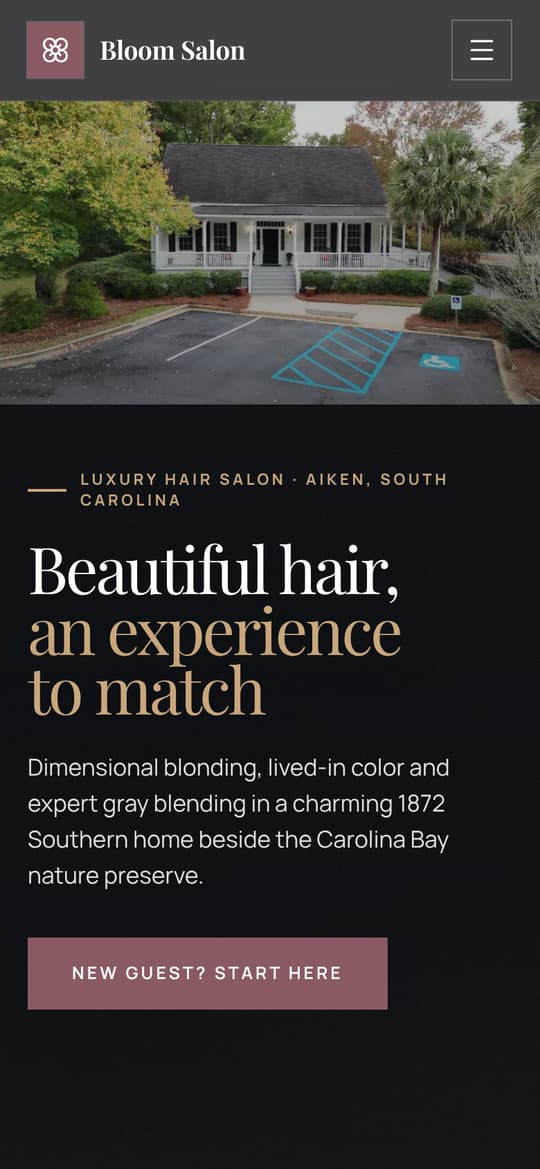 Bloom Salon
LUXURY HAIR SALON · AIKEN, SOUTH
CAROLINA
Beautiful hair,
an experience
to match
Dimensional blonding, lived-in color and
expert gray blending in a charming 1872
Southern home beside the Carolina Bay
nature preserve.
NEW GUEST? START HERE